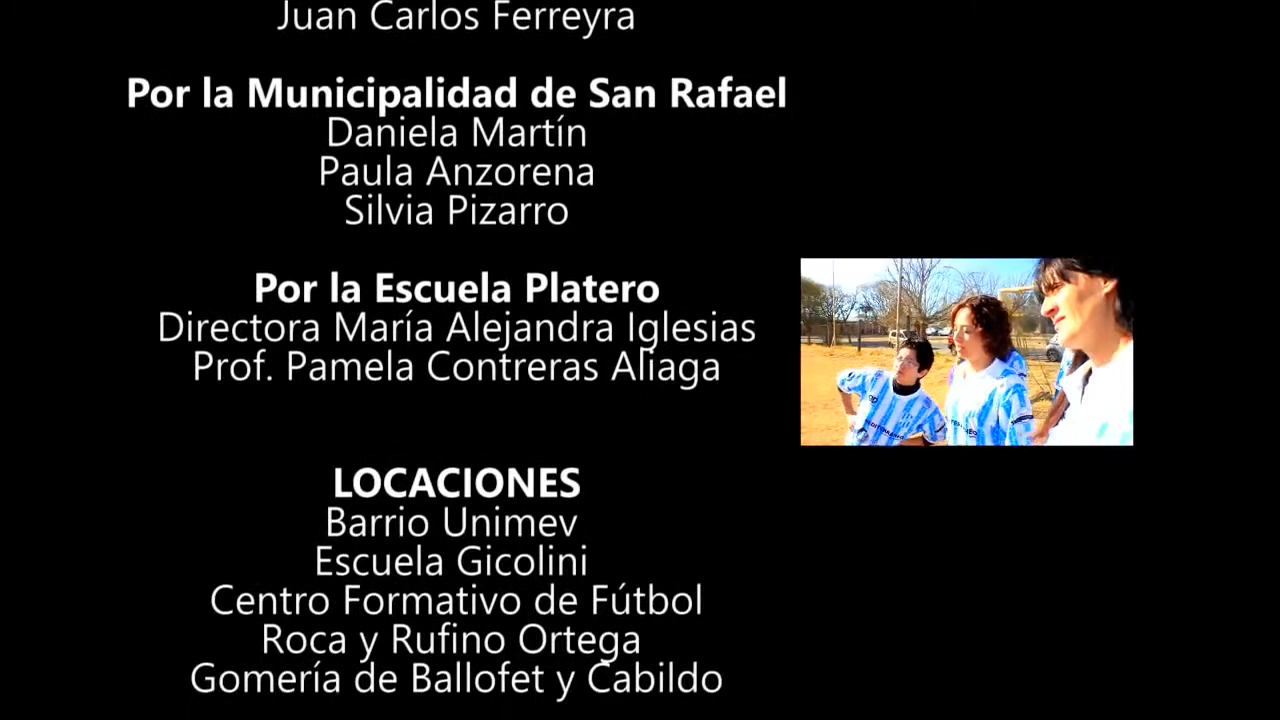 Juan Carlos Ferreyra
Por la Municipalidad de San Rafael
Daniela Martín
Paula Anzorena
Silvia Pizarro
Por la Escuela Platero
Directora María Alejandra Iglesias
Prof. Pamela Contreras Aliaga
LOCACIONES
Barrio Unimev
Escuela Gicolini
Centro Formativo de Fútbol
Roca y Rufino Ortega
Gomería de Ballofet y Cabildo